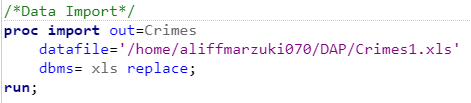 /*Data Import*/
proc import out=Crimes
datafile='/home/aliffmarzuki070/DAP/Crimes1.xls'
dbms= xls replace;
run;